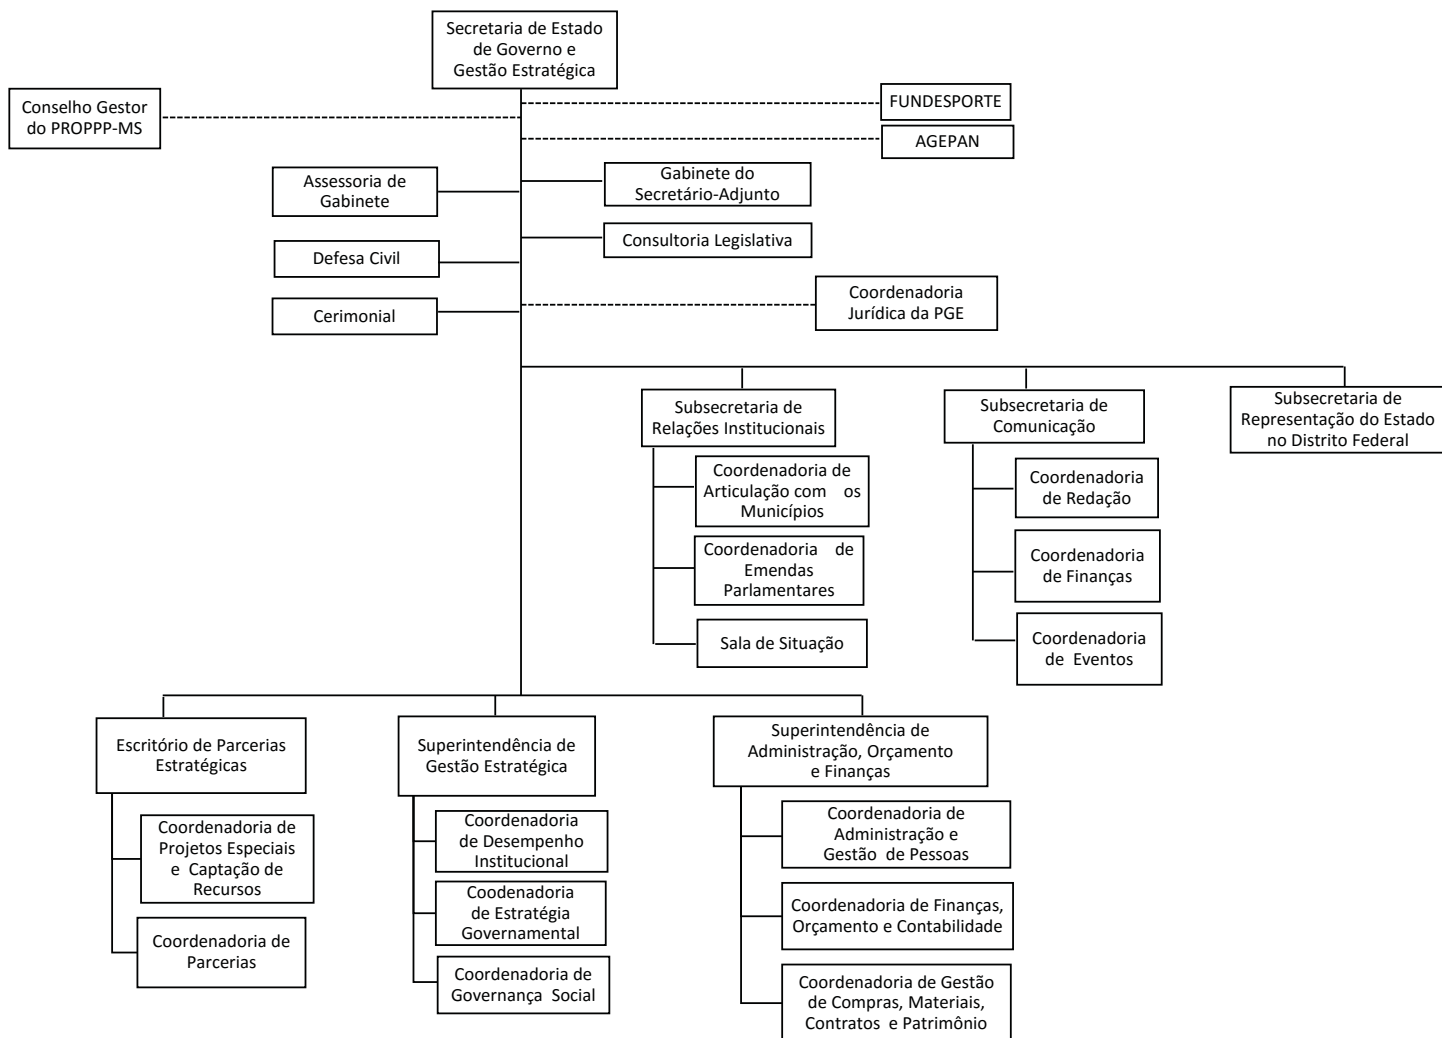 Secretaria de Estado
de Governo e
Gestão Estratégica
Conselho Gestor
do PROPPP-MS
FUNDESPORTE
AGEPAN
Assessoria de
Gabinete
Gabinete do
Secretário-Adjunto
Defesa Civil
Consultoria Legislativa
Cerimonial
Coordenadoria
Jurídica da PGE
Subsecretaria de
Relações Institucionais
Subsecretaria de
Comunicação
Subsecretaria de
Representação do Estado
no Distrito Federal
Coordenadoria de
Articulação com os
Municípios
Coordenadoria de
Emendas
Parlamentares
Sala de Situação
Coordenadoria
de Redação
Coordenadoria
de Finanças
Coordenadoria
de Eventos
Escritório de Parcerias
Estratégicas
Superintendência de
Gestão Estratégica
Superintendência de
Administração, Orçamento
e Finanças
Coordenadoria de
Projetos Especiais
e Captação de
Recursos
Coordenadoria de
Parcerias
Coordenadoria
de Desempenho
Institucional
Coodenadoria
de Estratégia
Governamental
Coordenadoria de
Governança Social
Coordenadoria de
Administração e
Gestão de Pessoas
Coordenadoria de Finanças,
Orçamento e Contabilidade
Coordenadoria de Gestão
de Compras, Materiais,
Contratos e Patrimônio